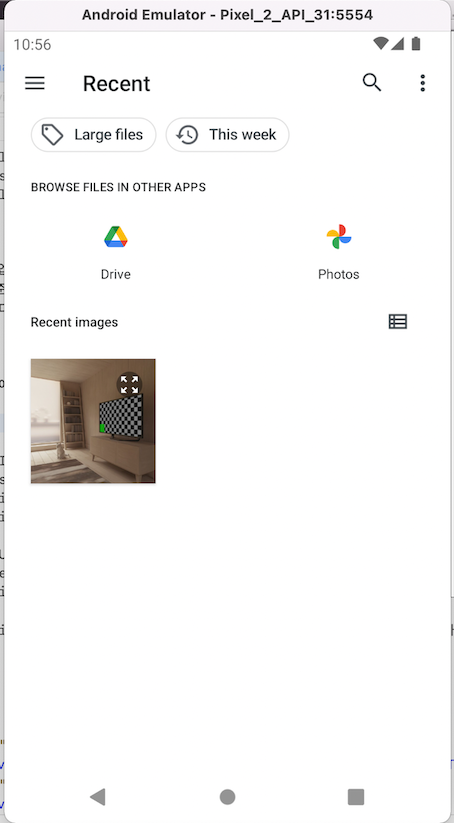 Android Emulator - Pixel_2_API_31:5554
10:56
Recent
Large files
This week
BROWSE FILES IN OTHER APPS
Drive
Photos
Recent images